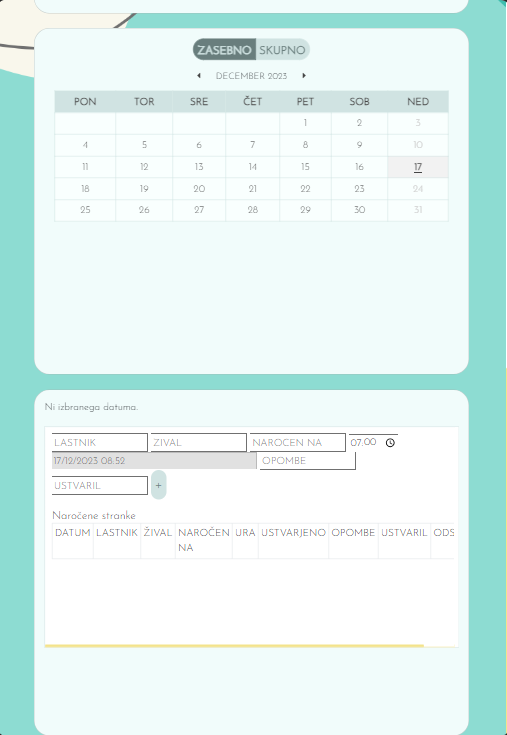 ZASEBNO SKUPNO
DECEMBER 2023
PON TOR SRE ČET PET SOB NED
1 2 3
4 5 6 7 8 9 10
11 12 13 14 15 16 17
18 19 20 21 22 23 24
25 26 27 28 29 30 31
Ni izbranega datuma.
LASTNIK ZIVAL NAROCEN NA 07:00
17/12/2023 08:52 OPOMBE
USTVARIL +
Naročene stranke
DATUM LASTNIK ŽIVAL NAROČEN URA USTVARJENO OPOMBE USTVARIL ODS
NA